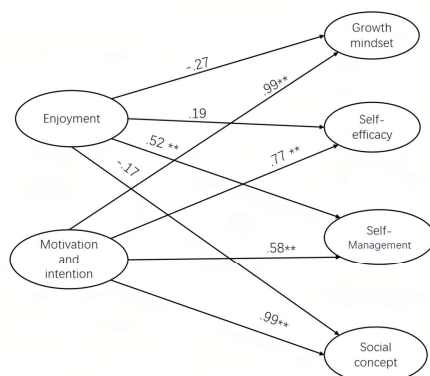 Growth
mindset
-.27
.99**
Enjoyment
.19
Self-
efficacy
.52 **
.77 **
-.17
Motivation
and
intention
.58**
Self-
Management
.99**
Social
concept